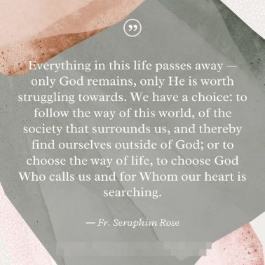 Everything in this life passes away —
only God remains, only He is worth
struggling towards. We have a choice: to
follow the way of this world, of the
society that surrounds us, and thereby
find ourselves outside of God; or to
choose the way of life, to choose God
Who calls us and for Whom our heart is
searching.
— Fr. Seraphim Rose